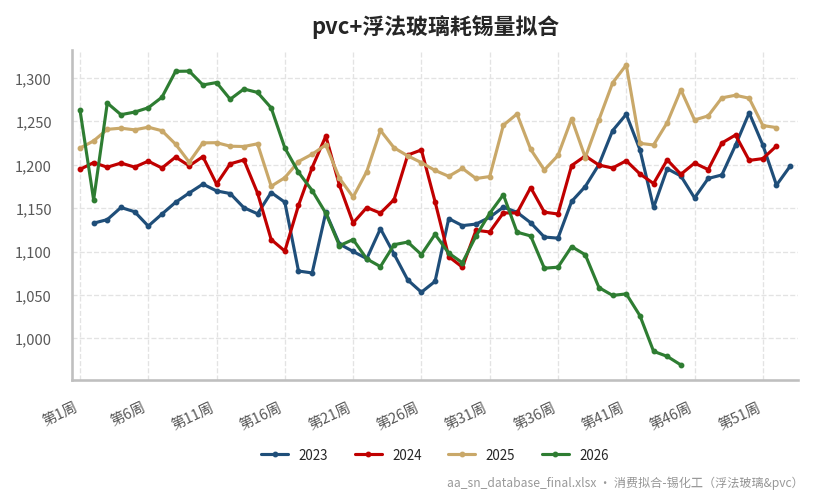 pvc+浮法玻璃耗锡量拟合
1,300
1,250
1,200
1,150
1,100
1,050
1,000
第1周 第6周 第11周 第16周 第21周 第26周 第31周 第36周 第41周 第46周 第51周
2023 2024 2025 2026
aa_sn_database_final.xlsx • 消费拟合-锡化工（浮法玻璃&pvc）